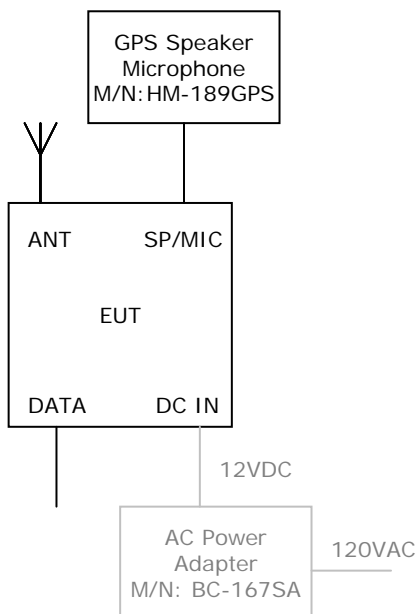 GPS Speaker
Microphone
M/N:HM-189GPS
ANT SP/MIC
EUT
DATA DC IN
12VDC
AC Power
Adapter
M/N: BC-167SA
120VAC